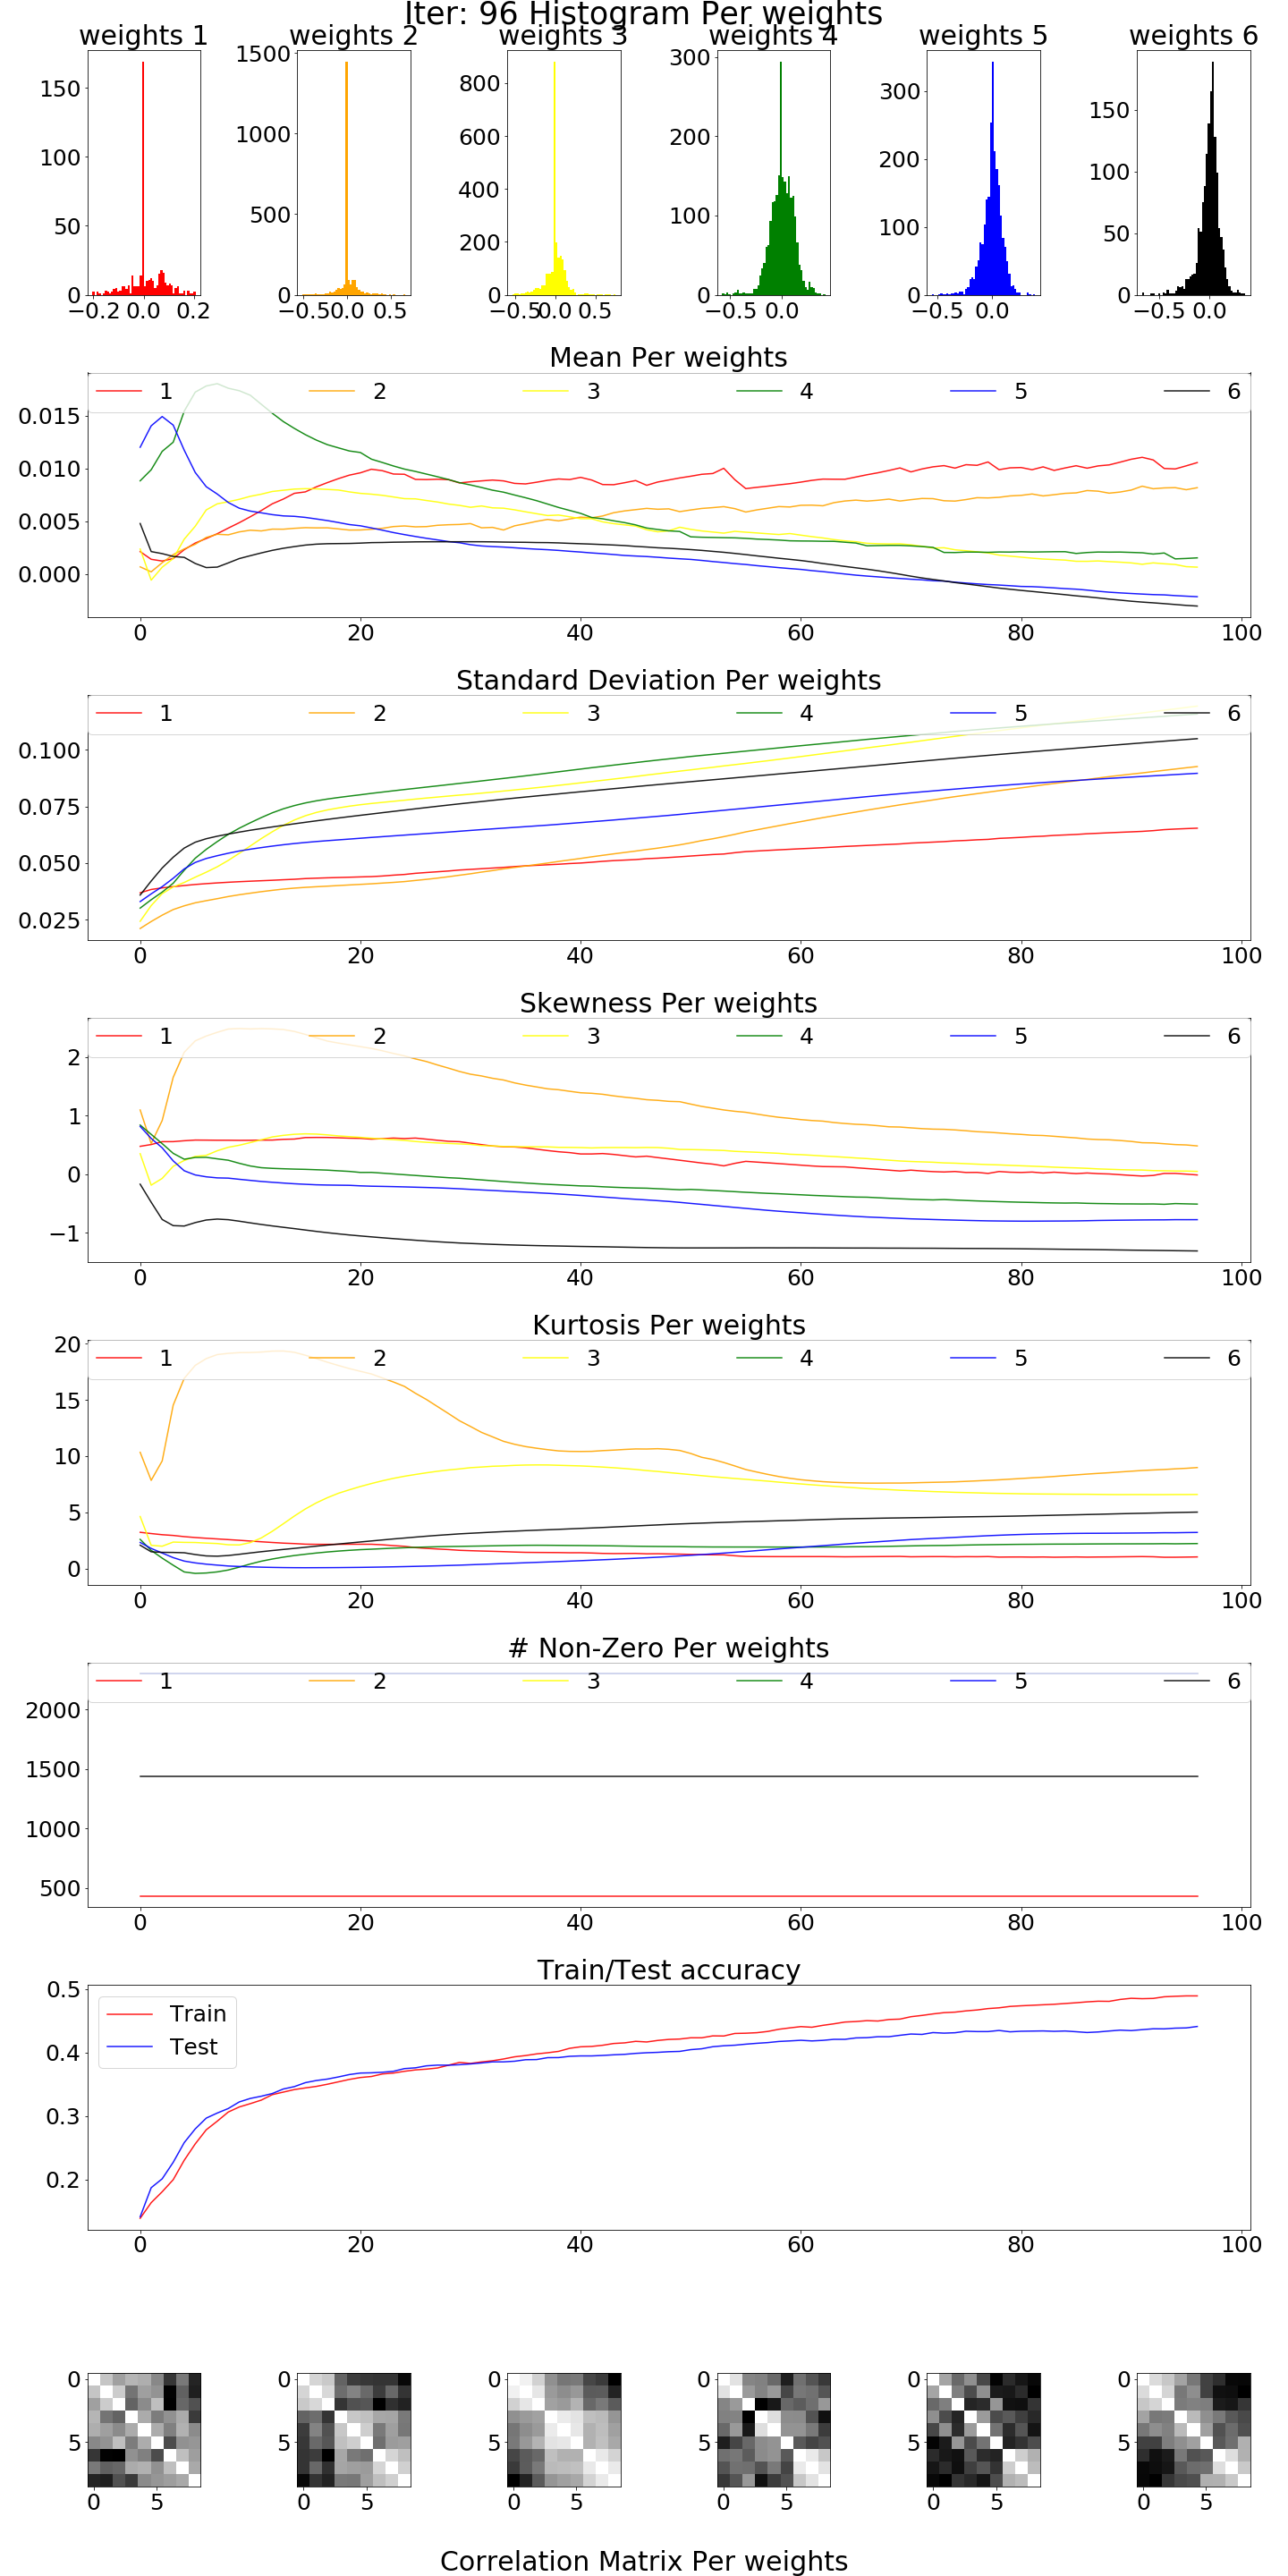 Iter: 96 Histogram Per weights
weights 1 weights 2 weights 3 weights 4 weights 5 weights 6
150
100
50
0
−0.2 0.0 0.2
1500
1000
500
0
−0.5 0.0 0.5
800
600
400
200
0
−0.5 0.0 0.5
300
200
100
0
−0.5 0.0
300
200
100
0
−0.5 0.0
150
100
50
0
−0.5 0.0
Mean Per weights
1 2 3 4 5 6
0.015
0.010
0.005
0.000
0 20 40 60 80 100
Standard Deviation Per weights
1 2 3 4 5 6
0.100
0.075
0.050
0.025
0 20 40 60 80 100
Skewness Per weights
1 2 3 4 5 6
2
1
0
−1
0 20 40 60 80 100
Kurtosis Per weights
20
1 2 3 4 5 6
15
10
5
0
0 20 40 60 80 100
# Non-Zero Per weights
1 2 3 4 5 6
2000
1500
1000
500
0 20 40 60 80 100
Train/Test accuracy
0.5
Train
Test
0.4
0.3
0.2
0 20 40 60 80 100
0 0 0 0 0 0
5 5 5 5 5 5
0 5 0 5 0 5 0 5 0 5 0 5
Correlation Matrix Per weights